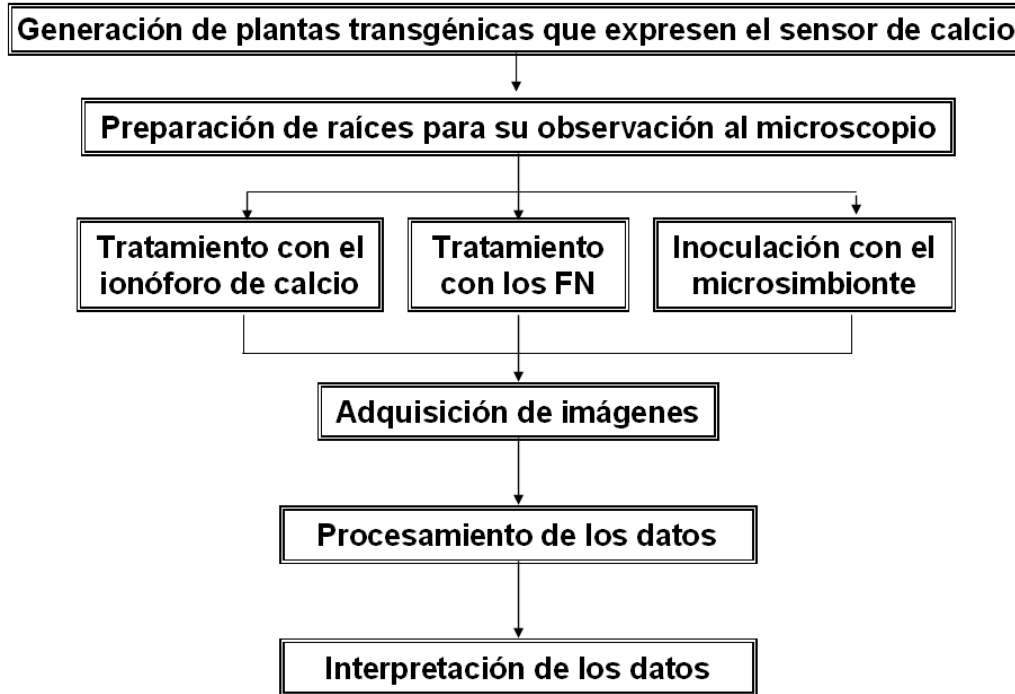 Generación de plantas transgénicas que expresen el sensor de calcio
Preparación de raíces para su observación al microscopio
Tratamiento con el
ionóforo de calcio
Tratamiento
con los FN
Inoculación con el
microsimbionte
Adquisición de imágenes
Procesamiento de los datos
Interpretación de los datos